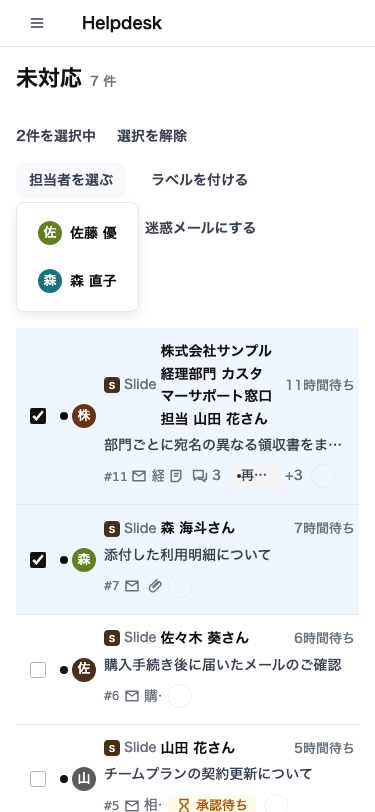 Helpdesk
未対応 7 件
2件を選択中 選択を解除
担当者を選ぶ ラベルを付ける
佐 佐藤 優
迷惑メールにする
森 森 直子
株 S Slide 株式会社サンプル
経理部門 カスタ
マーサポート窓口
担当 山田 花さん
11時間待ち
部門ごとに宛名の異なる領収書をま…
#11 経 3 •再… +3
森 S Slide 森 海斗さん 7時間待ち
添付した利用明細について
#7
佐 S Slide 佐々木 葵さん 6時間待ち
購入手続き後に届いたメールのご確認
#6 購
山 S Slide 山田 花さん 5時間待ち
チームプランの契約更新について
#5 相 承認待ち